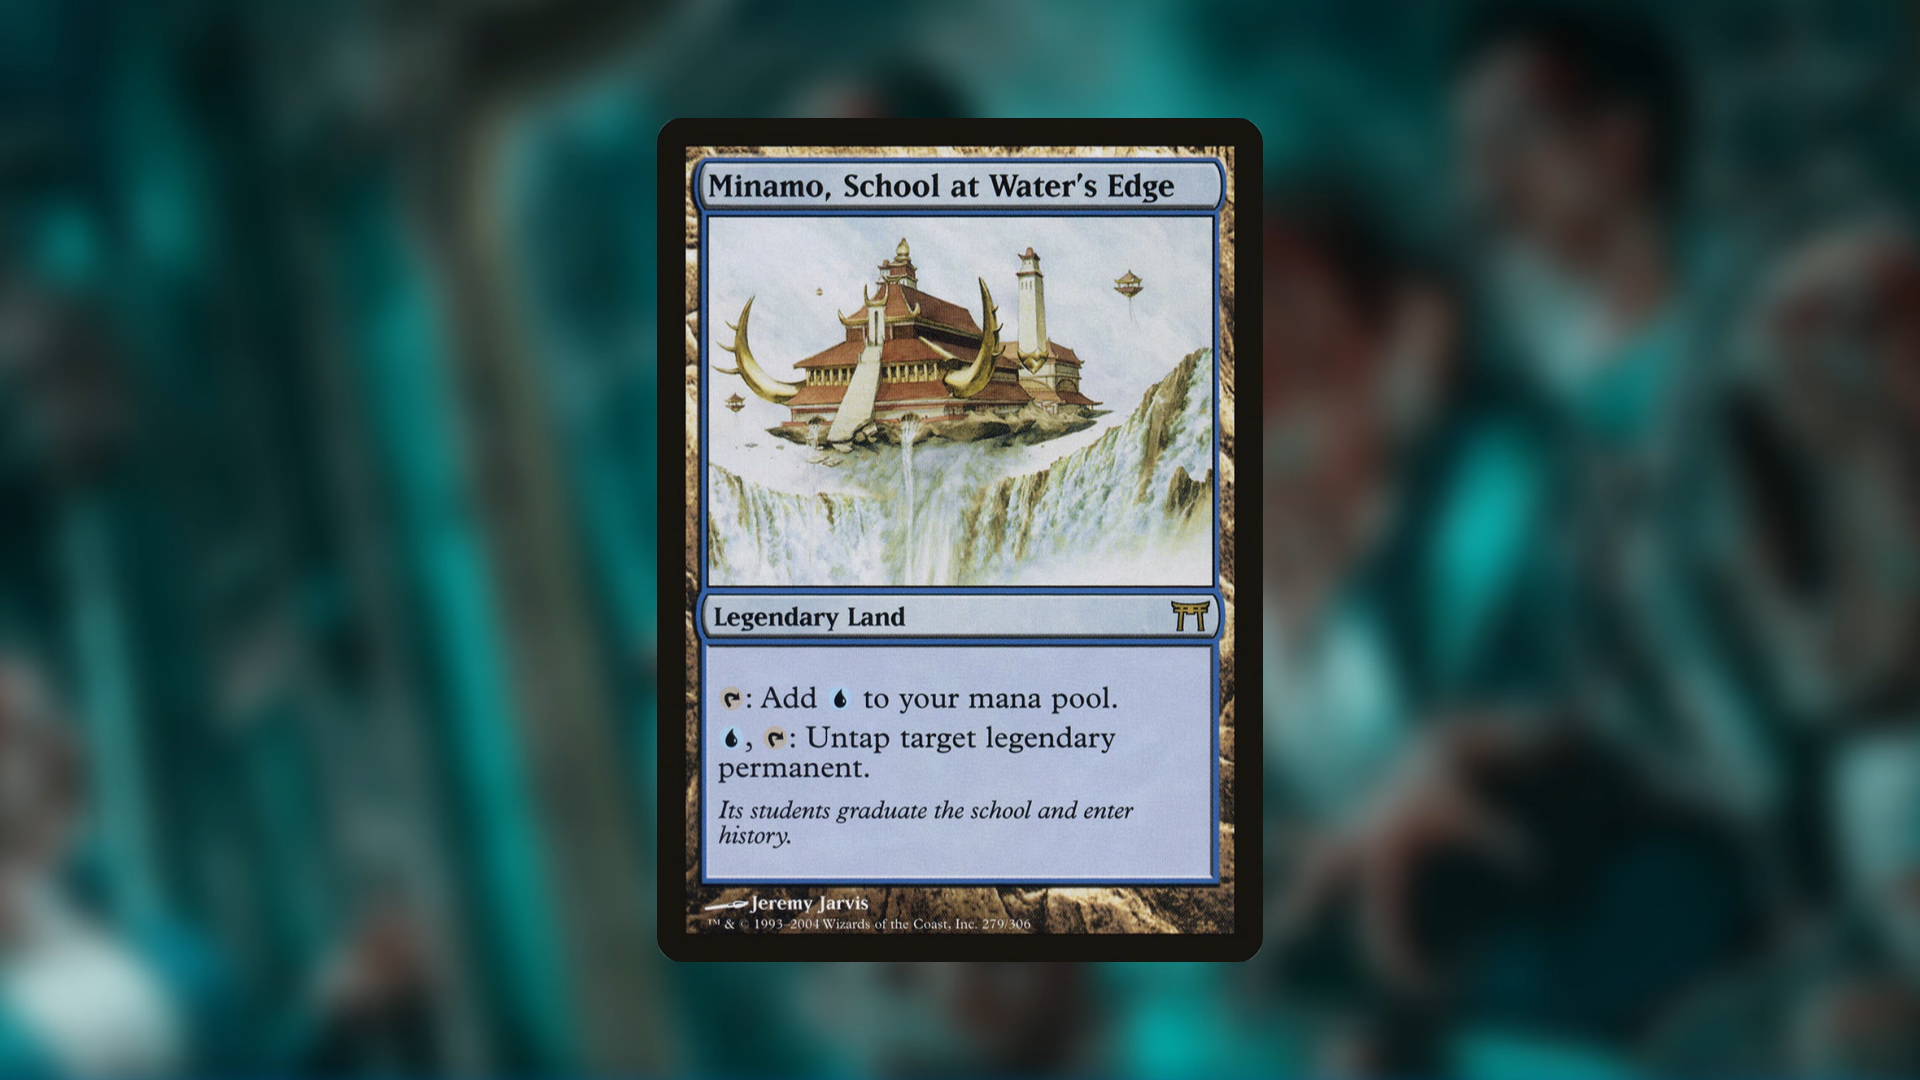 Minamo, School at Water's Edge
Legendary Land
: Add to your mana pool.
, : Untap target legendary
permanent.
Its students graduate the school and enter
history.
Jeremy Jarvis
™ & © 1993–2004 Wizards of the Coast, Inc. 279/306